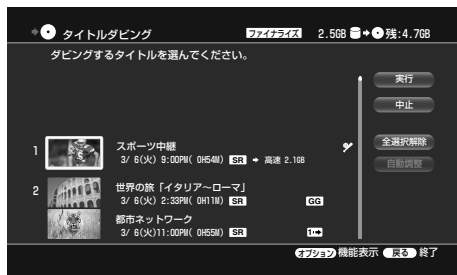 タイトルダビング ファイナライズ 2.5GB 残:4.7GB
ダビングするタイトルを選んでください。
実行
中止
全選択解除
自動調整
1 スポーツ中継
3/ 6(火) 9:00PM( 0H54M) SR 高速 2.1GB
2 世界の旅「イタリア〜ローマ」
3/ 6(火) 2:33PM( 0H11M) SR GG
都市ネットワーク
3/ 6(火)11:00PM( 0H55M) SR 1
オプション 機能表示 戻る 終了